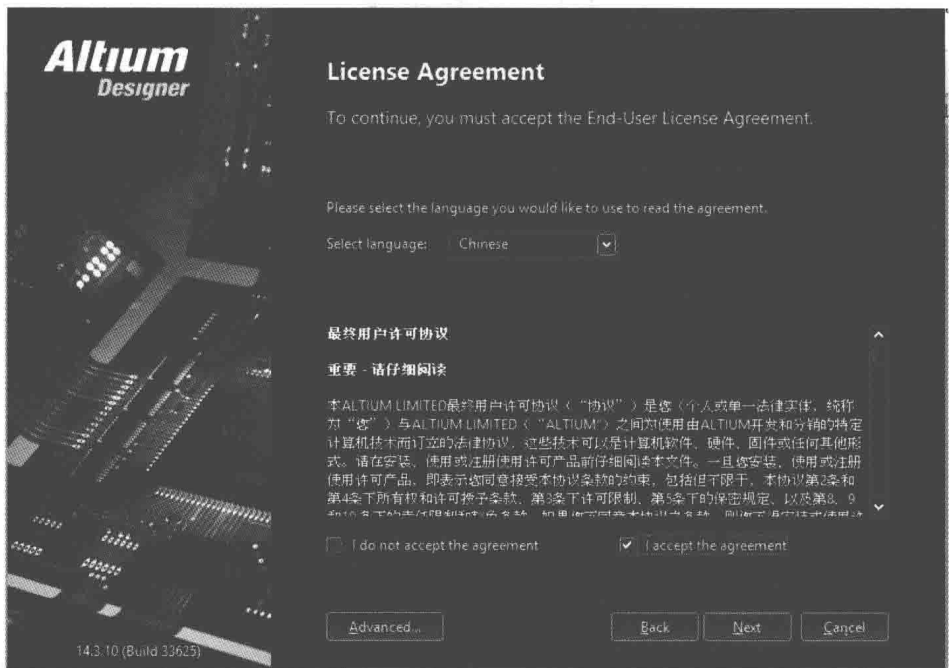 Altium
Designer
License Agreement
To continue, you must accept the End-User License Agreement.
Please select the language you would like to use to read the agreement.
Select language: Chinese
最终用户许可协议
重要 - 请仔细阅读
本ALTIUM LIMITED最终用户许可协议（“协议”）是您（个人或单一法律实体，统称
为“您”）与ALTIUM LIMITED（“ALTIUM”）之间为使用由ALTIUM开发和分销的特定
计算机技术而订立的法律协议，这些技术可以是计算机软件、硬件、固件或任何其他形
式。请在安装、使用或注册使用许可产品前仔细阅读本文件。一旦您安装、使用或注册
使用许可产品，即表示您同意接受本协议条款的约束，包括但不限于，本协议第2条和
第4条下所有权和许可授予条款、第3条下许可限制、第5条下的保密规定、以及第8、9
I do not accept the agreement
I accept the agreement
Advanced...
Back
Next
Cancel
14.3.10 (Build 33625)